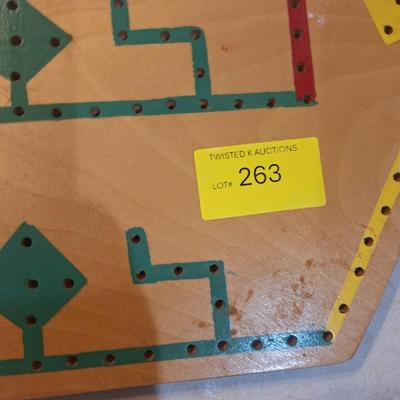 TWISTED K AUCTIONS
LOT# 263